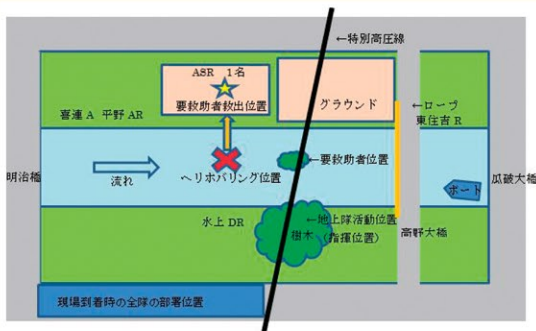 ←特別高圧線
ASR 1名
要救助者救出位置
グラウンド
喜連A 平野AR
←ロープ
東住吉R
明治橋
流れ
ヘリホバリング位置
←要救助者位置
ボート
瓜破大橋
水上DR
←地上隊活動位置
樹木
(指揮位置)
高野大橋
現場到着時の全隊の部署位置